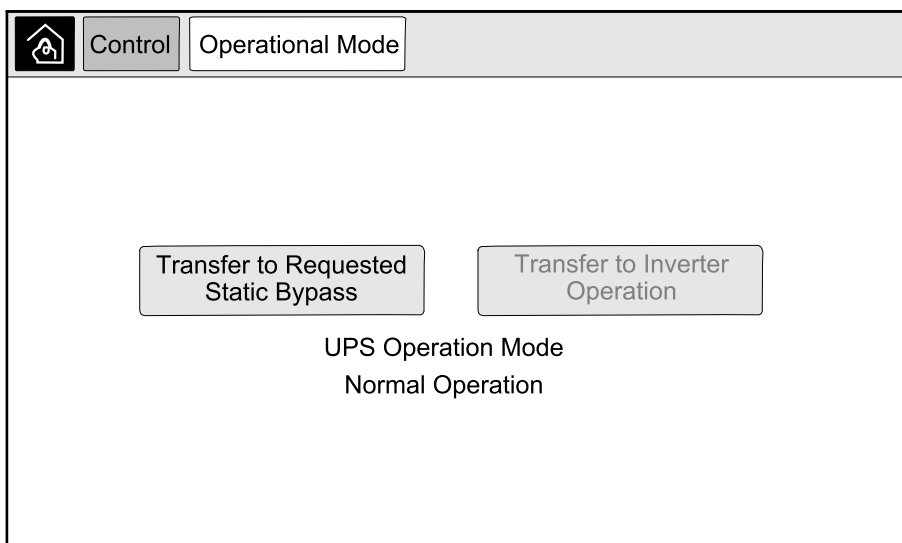 Control
Operational Mode
Transfer to Requested
Static Bypass
Transfer to Inverter
Operation
UPS Operation Mode
Normal Operation